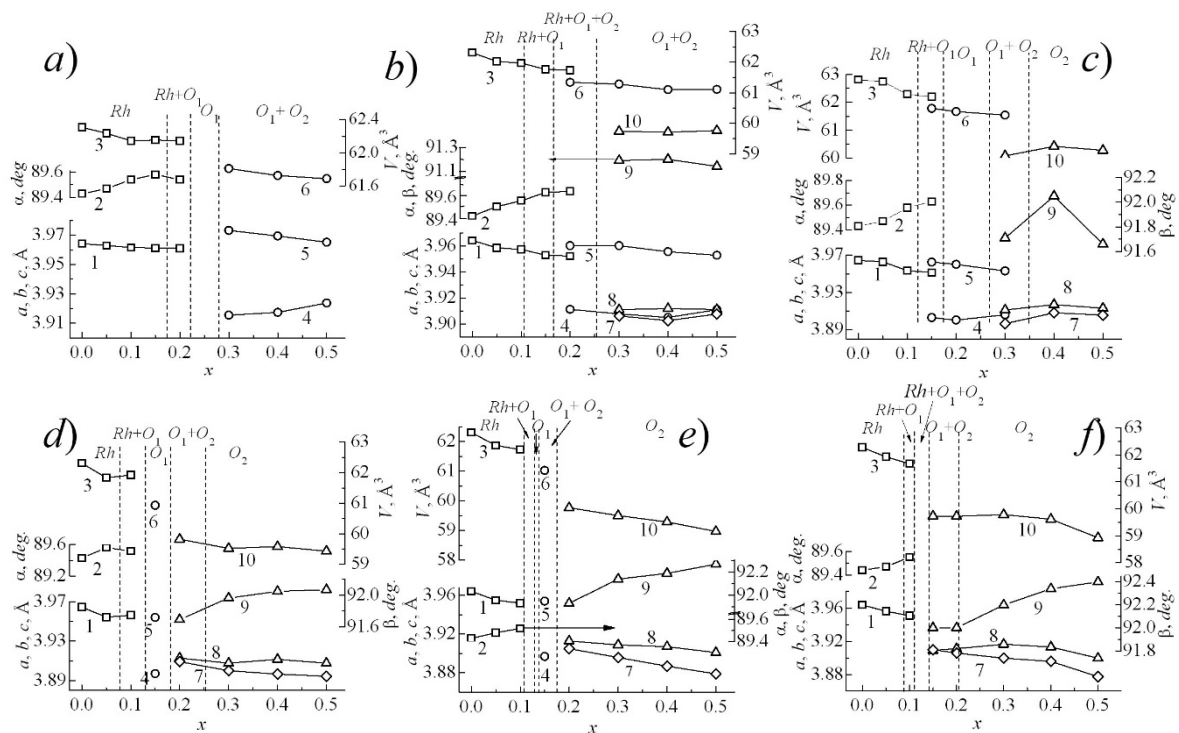 a)
Rh
Rh+O1
O1
O1+ O2
62.4
62.0
61.6
V, Å³
89.6
89.4
α, deg
3.97
3.95
3.93
3.91
a, b, c, Å
3
2
1
6
5
4
0.0 0.1 0.2 0.3 0.4 0.5
x
b)
Rh
Rh+O1
Rh+O1+O2
O1+O2
63
62
61
60
59
V, Å³
91.3
91.1
89.6
89.4
α, β, deg.
3.96
3.93
3.90
a, b, c, Å
3
6
10
9
2
1
5
8
4
7
0.0 0.1 0.2 0.3 0.4 0.5
x
c)
Rh
Rh+O1
O1
O1+ O2
O2
63
62
61
60
V, Å³
89.8
89.6
89.4
α, deg
92.2
92.0
91.8
91.6
β, deg
3.97
3.93
3.89
a, b, c, Å
3
6
10
2
9
1
5
8
4
7
0.0 0.1 0.2 0.3 0.4 0.5
x
d)
Rh
Rh+O1
O1
O1+O2
O2
63
62
61
60
59
V, Å³
89.6
89.2
α, deg.
92.0
91.6
β, deg.
3.97
3.93
3.89
a, b, c, Å
3
6
10
2
9
1
5
8
4
7
0.0 0.1 0.2 0.3 0.4 0.5
x
e)
Rh
Rh+O1
O1
O1+ O2
O2
62
61
60
59
58
V, Å³
92.2
92.0
89.6
89.4
α, β, deg
3.96
3.92
3.88
a, b, c, Å
3
6
10
9
1
5
2
8
4
7
0.0 0.1 0.2 0.3 0.4 0.5
x
f)
Rh
Rh+O1
Rh+O1+O2
O1+O2
O2
63
62
61
60
59
58
V, Å³
89.6
89.4
α, deg
92.4
92.2
92.0
91.8
β, deg
3.96
3.92
3.88
a, b, c, Å
3
10
2
9
1
8
7
0.0 0.1 0.2 0.3 0.4 0.5
x